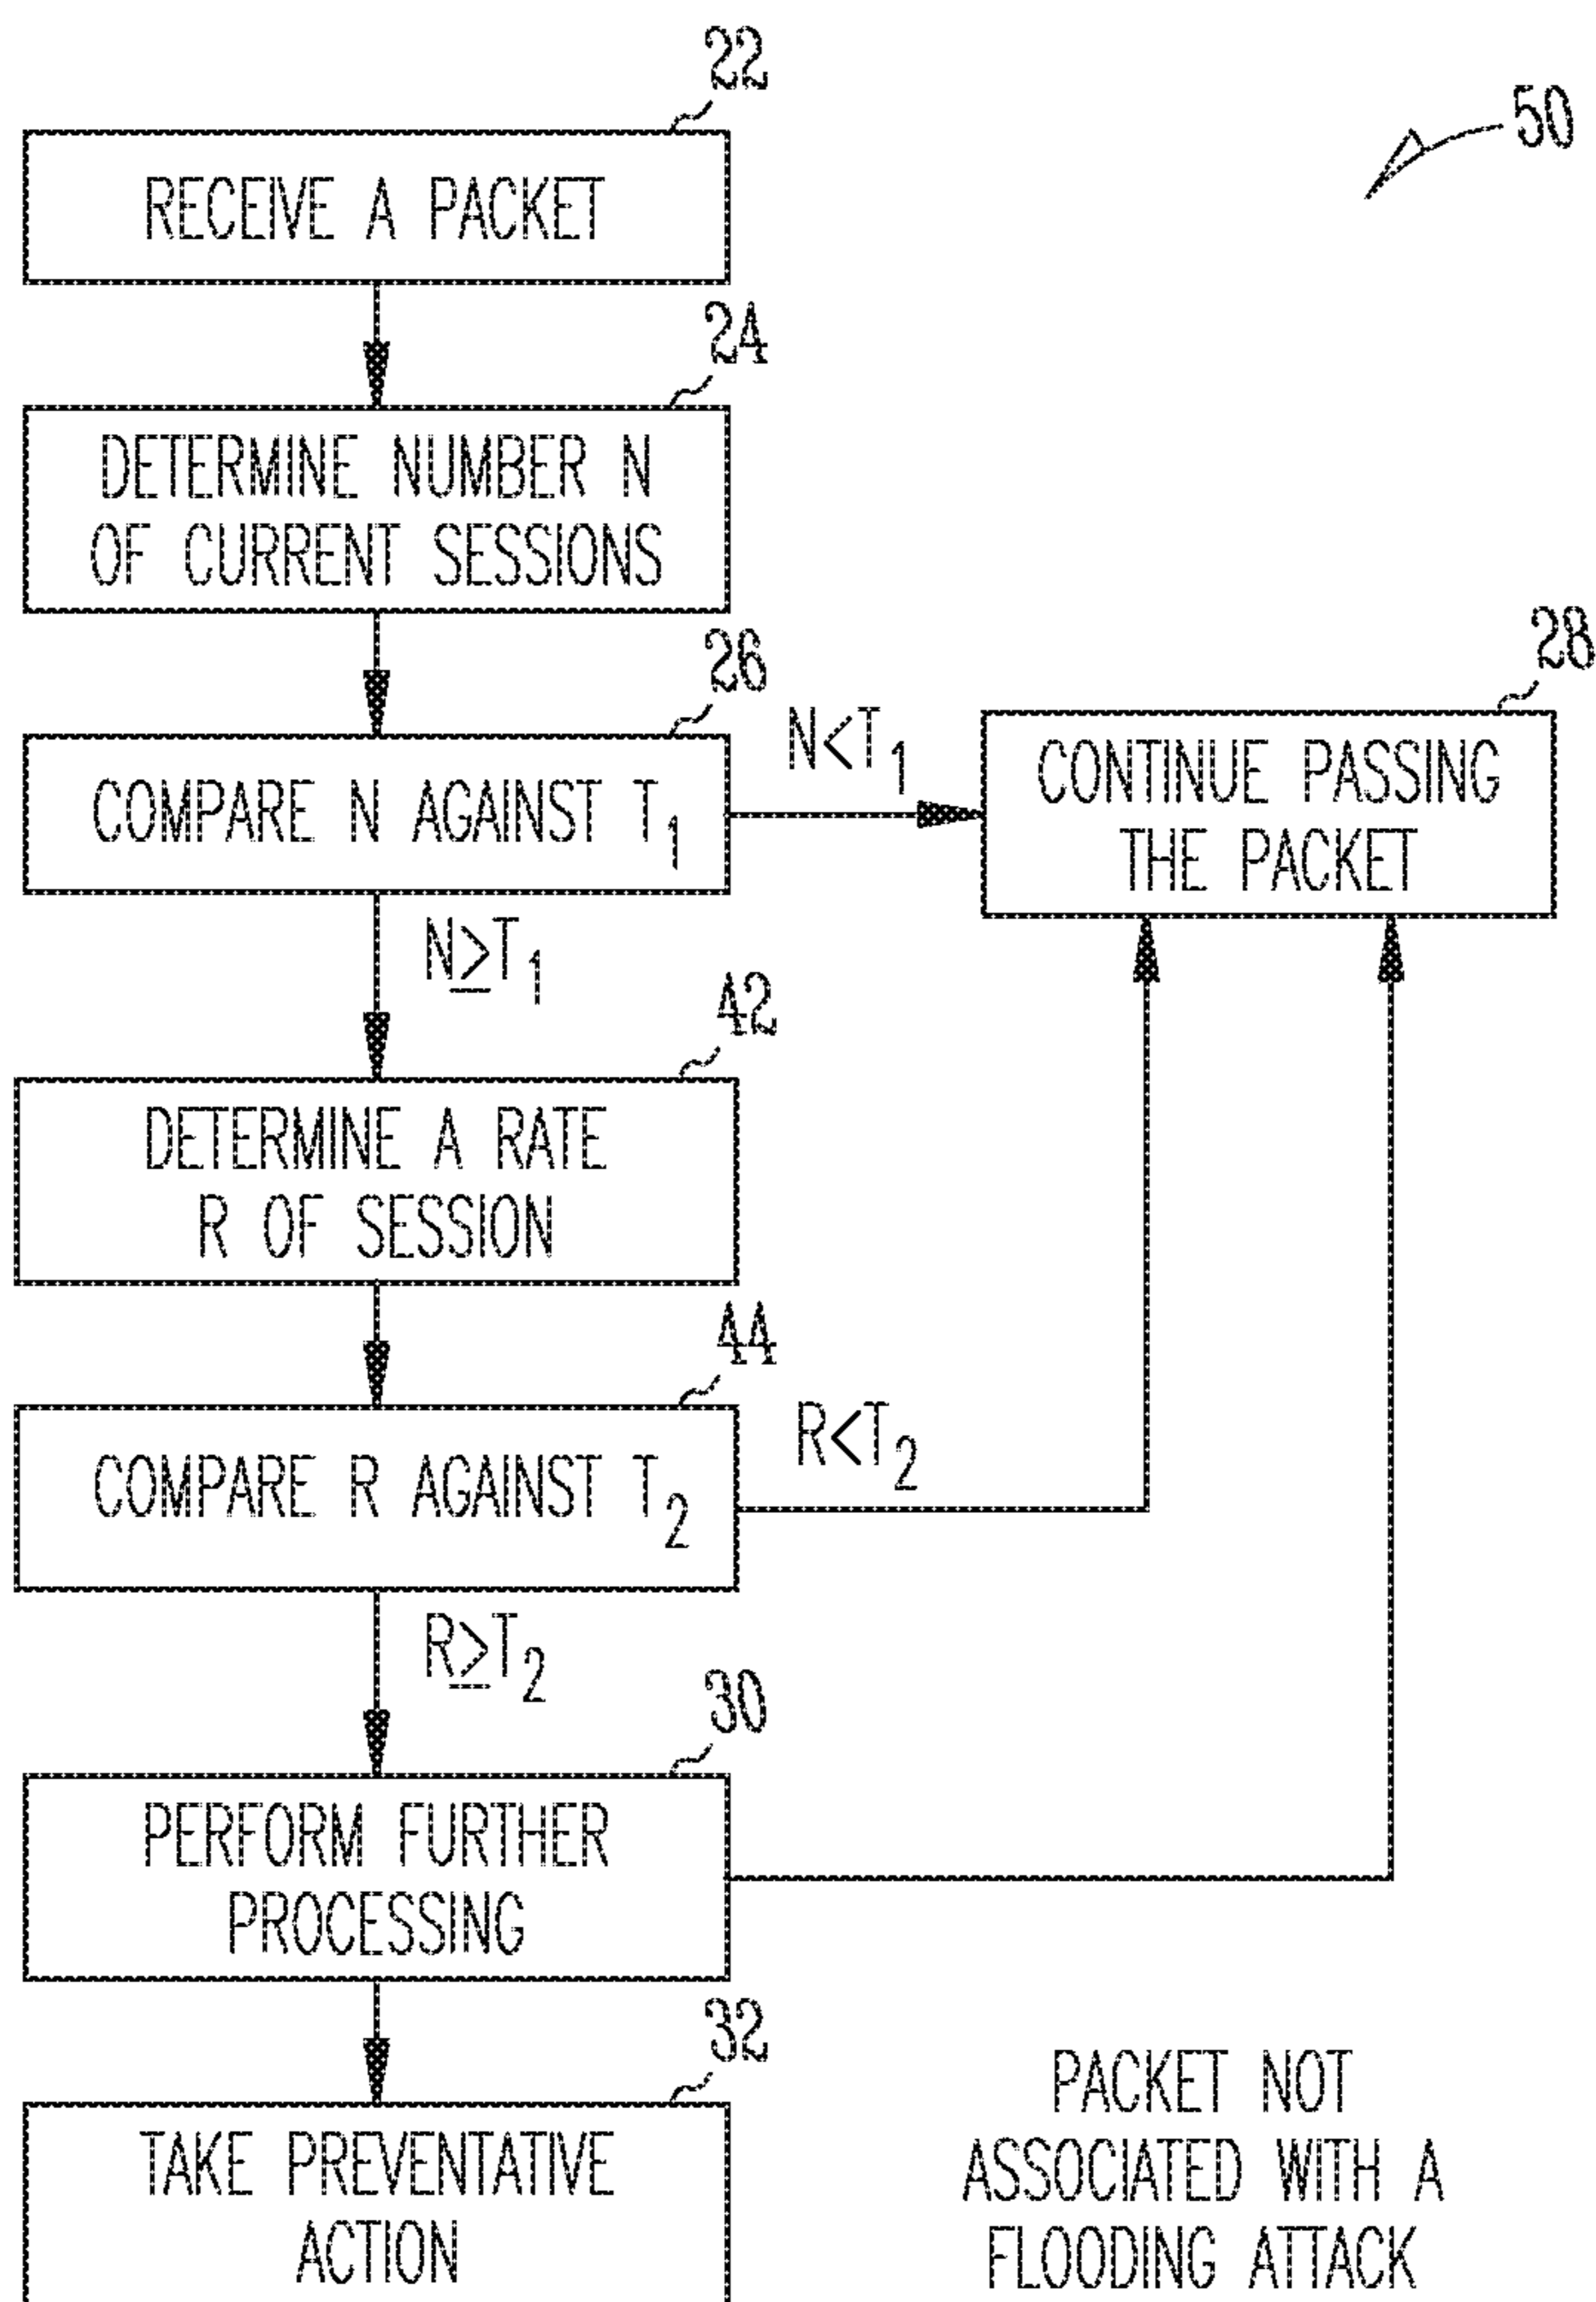 22
50
RECEIVE A PACKET
24
DETERMINE NUMBER N
OF CURRENT SESSIONS
26
28
N<T1
COMPARE N AGAINST T1
CONTINUE PASSING
THE PACKET
N≥T1
42
DETERMINE A RATE
R OF SESSION
44
R<T2
COMPARE R AGAINST T2
R≥T2
30
PERFORM FURTHER
PROCESSING
32
TAKE PREVENTATIVE
ACTION
PACKET NOT
ASSOCIATED WITH A
FLOODING ATTACK